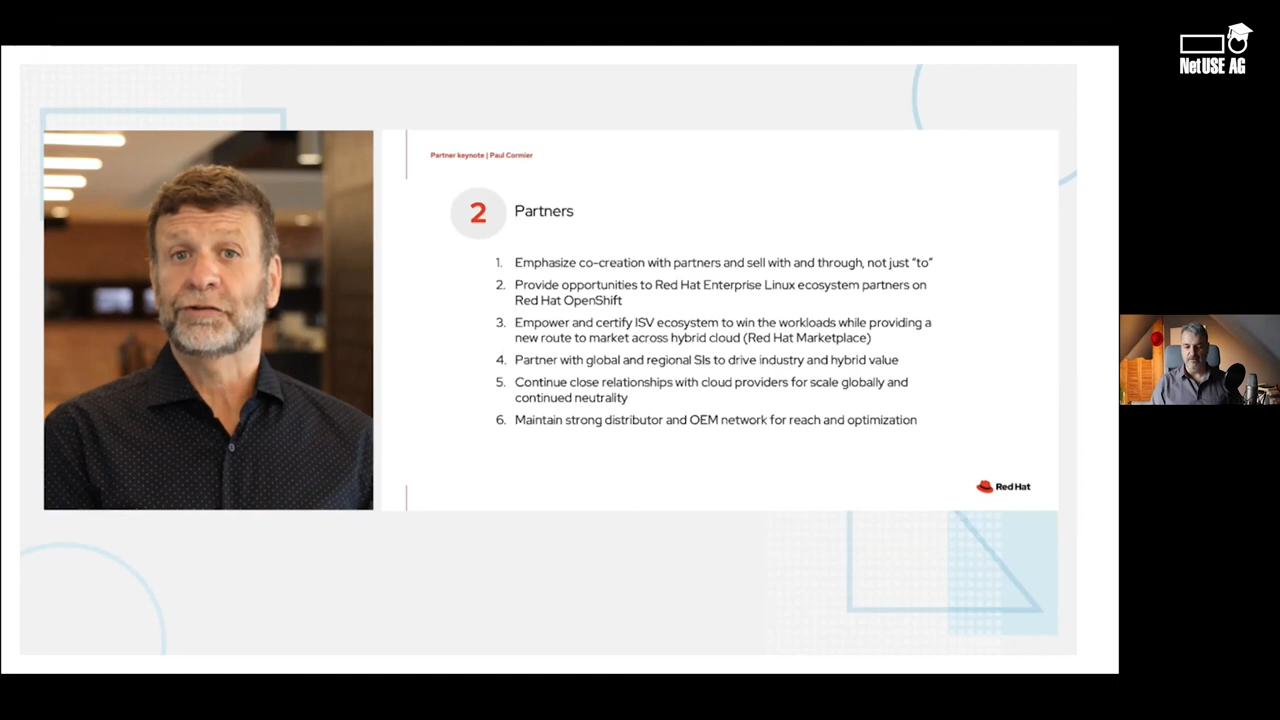 NetUSE AG
Partner keynote | Paul Cormier
2 Partners
1. Emphasize co-creation with partners and sell with and through, not just “to”
2. Provide opportunities to Red Hat Enterprise Linux ecosystem partners on
Red Hat OpenShift
3. Empower and certify ISV ecosystem to win the workloads while providing a
new route to market across hybrid cloud (Red Hat Marketplace)
4. Partner with global and regional SIs to drive industry and hybrid value
5. Continue close relationships with cloud providers for scale globally and
continued neutrality
6. Maintain strong distributor and OEM network for reach and optimization
Red Hat